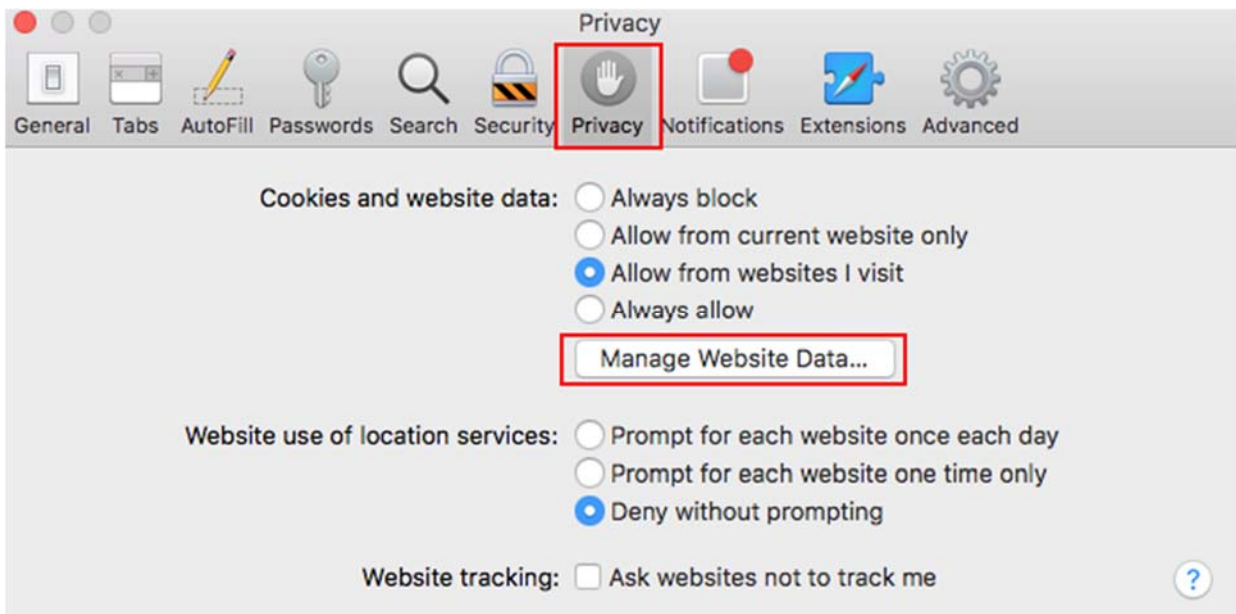 Privacy
General Tabs AutoFill Passwords Search Security Privacy Notifications Extensions Advanced
Cookies and website data: Always block
Allow from current website only
Allow from websites I visit
Always allow
Manage Website Data...
Website use of location services: Prompt for each website once each day
Prompt for each website one time only
Deny without prompting
Website tracking: Ask websites not to track me
?